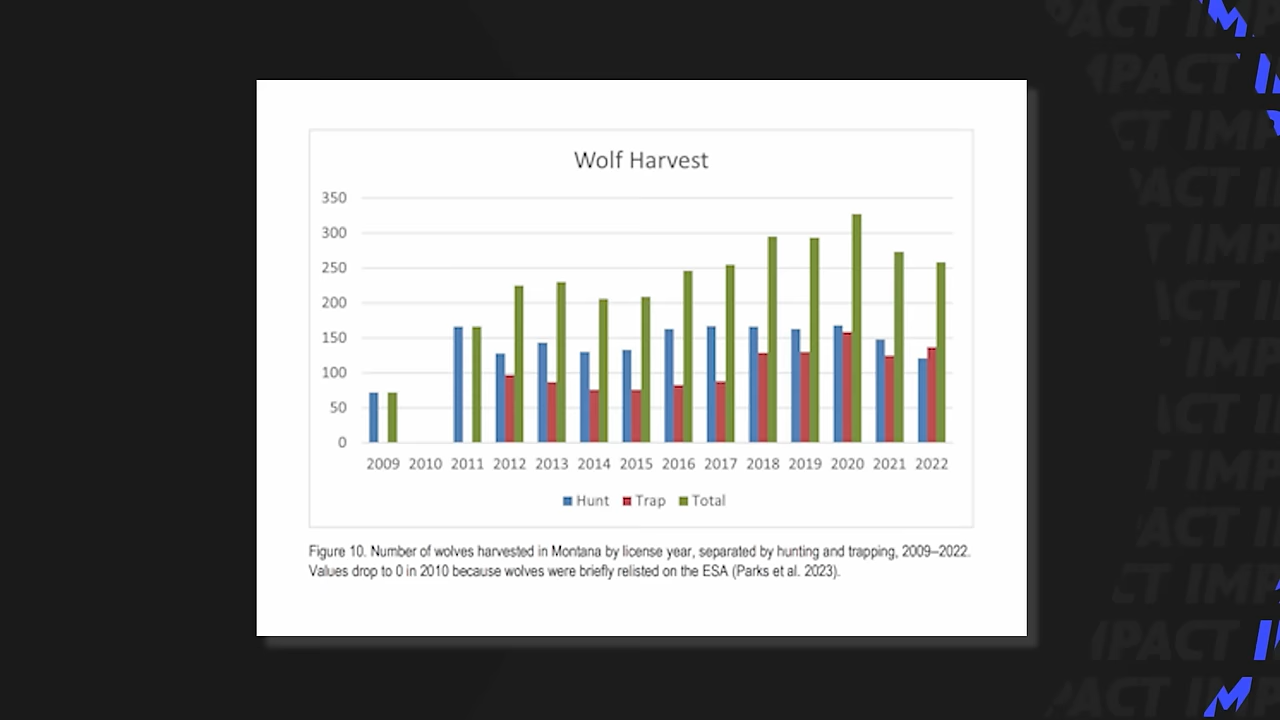 Wolf Harvest
350
300
250
200
150
100
50
0
2009 2010 2011 2012 2013 2014 2015 2016 2017 2018 2019 2020 2021 2022
Hunt Trap Total
Figure 10. Number of wolves harvested in Montana by license year, separated by hunting and trapping, 2009–2022.
Values drop to 0 in 2010 because wolves were briefly relisted on the ESA (Parks et al. 2023).